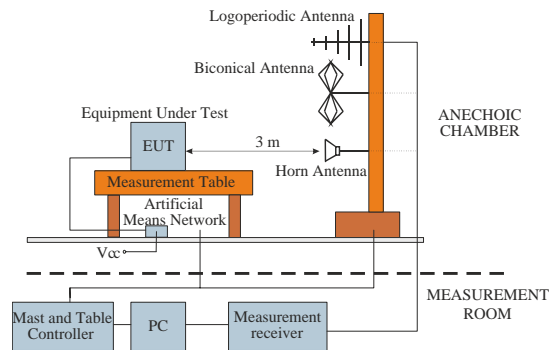 Logoperiodic Antenna
Biconical Antenna
Equipment Under Test
EUT
3 m
ANECHOIC
CHAMBER
Horn Antenna
Measurement Table
Artificial
Means Network
Vcc
MEASUREMENT
ROOM
Mast and Table
Controller
PC
Measurement
receiver